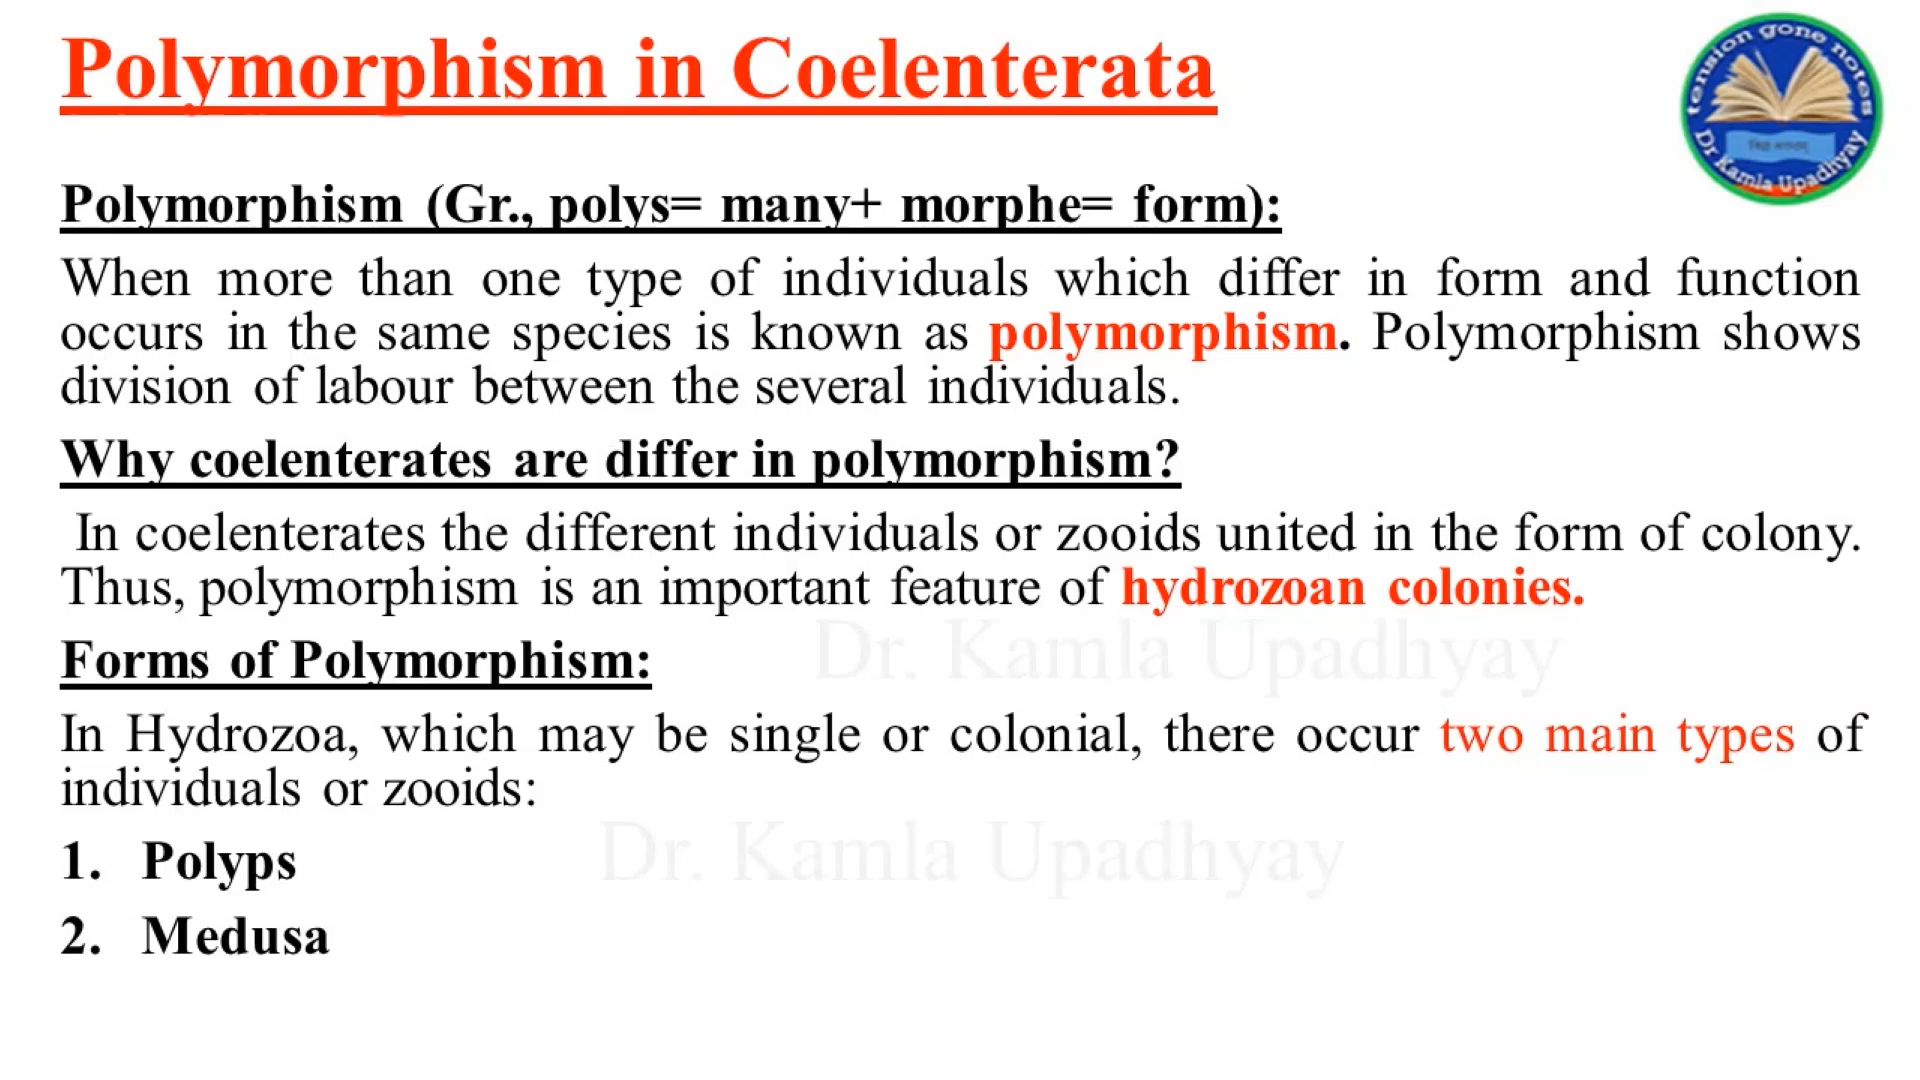 Polymorphism in Coelenterata
tension gone notes
Dr Kamla Upadhyay
Polymorphism (Gr., polys= many+ morphe= form):
When more than one type of individuals which differ in form and function
occurs in the same species is known as polymorphism. Polymorphism shows
division of labour between the several individuals.
Why coelenterates are differ in polymorphism?
In coelenterates the different individuals or zooids united in the form of colony.
Thus, polymorphism is an important feature of hydrozoan colonies.
Dr. Kamla Upadhyay
Forms of Polymorphism:
In Hydrozoa, which may be single or colonial, there occur two main types of
individuals or zooids:
1. Polyps
Dr. Kamla Upadhyay
2. Medusa